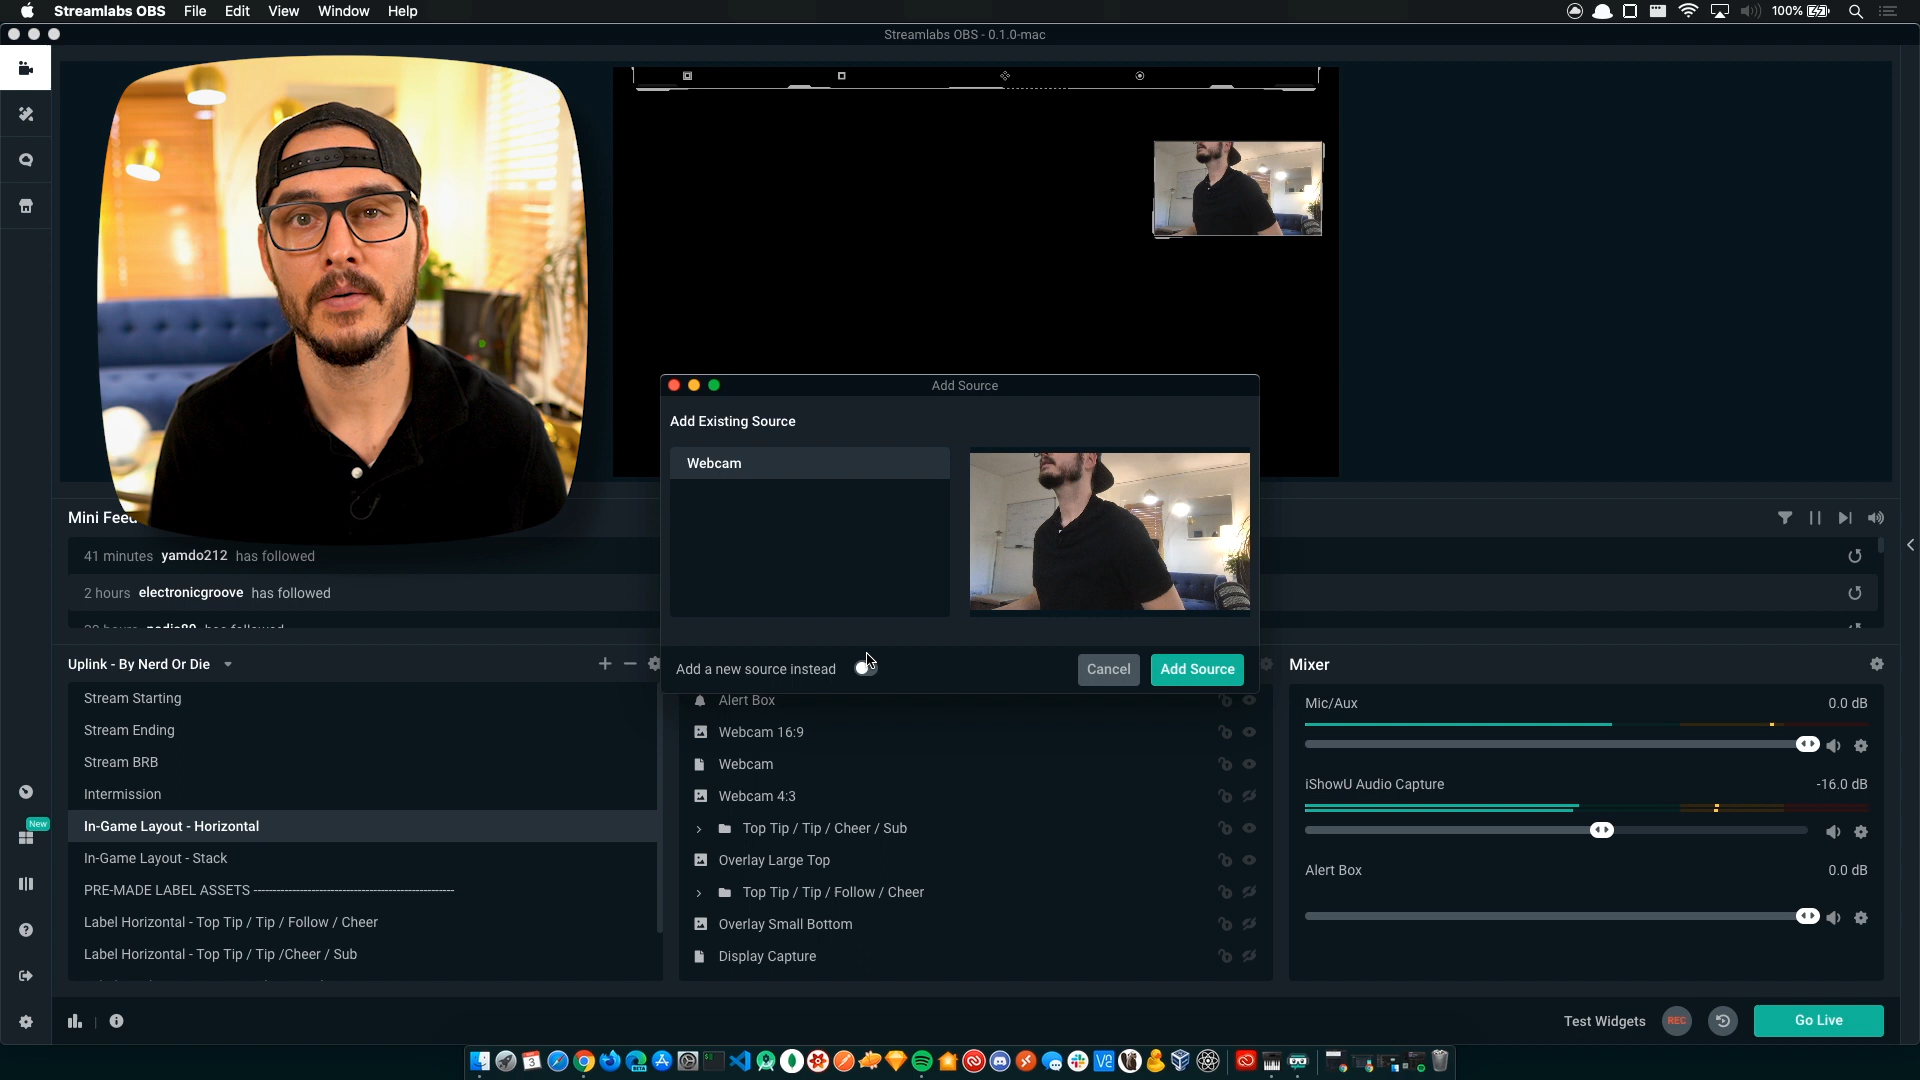 Streamlabs OBS File Edit View Window Help
100%
Streamlabs OBS - 0.1.0-mac
Add Source
Add Existing Source
Webcam
Add a new source instead
Cancel
Add Source
Mini Feed
41 minutes yamdo212 has followed
2 hours electronicgroove has followed
Uplink - By Nerd Or Die
Stream Starting
Stream Ending
Stream BRB
Intermission
In-Game Layout - Horizontal
In-Game Layout - Stack
PRE-MADE LABEL ASSETS --------------------------------------------------
Label Horizontal - Top Tip / Tip / Follow / Cheer
Label Horizontal - Top Tip / Tip /Cheer / Sub
New
Alert Box
Webcam 16:9
Webcam
Webcam 4:3
Top Tip / Tip / Cheer / Sub
Overlay Large Top
Top Tip / Tip / Follow / Cheer
Overlay Small Bottom
Display Capture
Mixer
Mic/Aux 0.0 dB
iShowU Audio Capture -16.0 dB
Alert Box 0.0 dB
Test Widgets
REC
Go Live
3
BETA